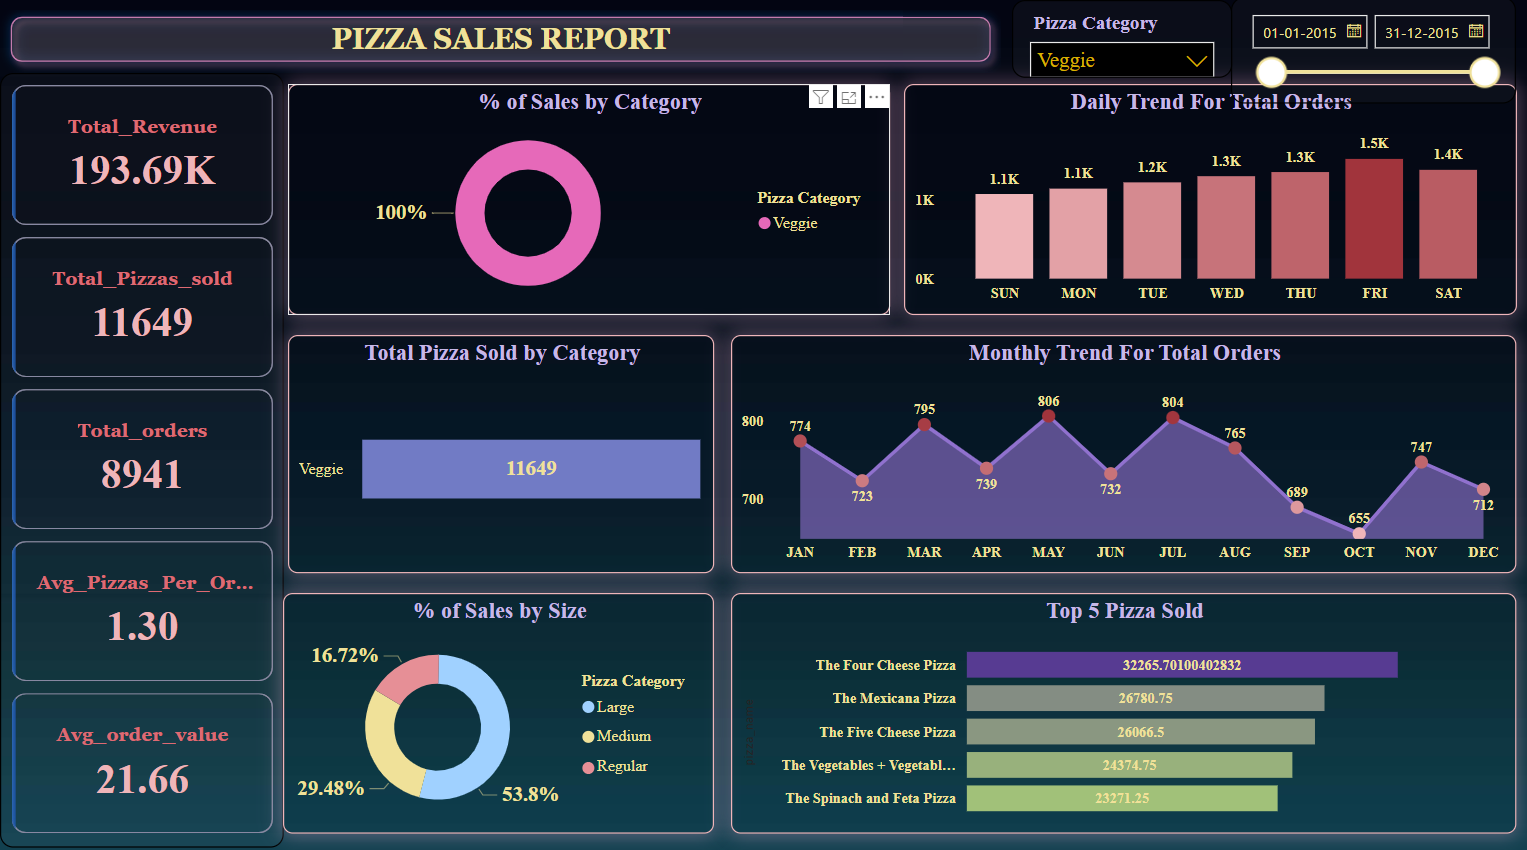 PIZZA SALES REPORT
Pizza Category
Veggie
01-01-2015
31-12-2015
Total_Revenue
193.69K
Total_Pizzas_sold
11649
Total_orders
8941
Avg_Pizzas_Per_Or...
1.30
Avg_order_value
21.66
% of Sales by Category
100%
Pizza Category
Veggie
Daily Trend For Total Orders
1K
0K
1.1K
1.1K
1.2K
1.3K
1.3K
1.5K
1.4K
SUN MON TUE WED THU FRI SAT
Total Pizza Sold by Category
Veggie
11649
Monthly Trend For Total Orders
800
700
774
723
795
739
806
732
804
765
689
655
747
712
JAN FEB MAR APR MAY JUN JUL AUG SEP OCT NOV DEC
% of Sales by Size
16.72%
29.48%
53.8%
Pizza Category
Large
Medium
Regular
Top 5 Pizza Sold
The Four Cheese Pizza 32265.70100402832
The Mexicana Pizza 26780.75
The Five Cheese Pizza 26066.5
The Vegetables + Vegetabl... 24374.75
The Spinach and Feta Pizza 23271.25